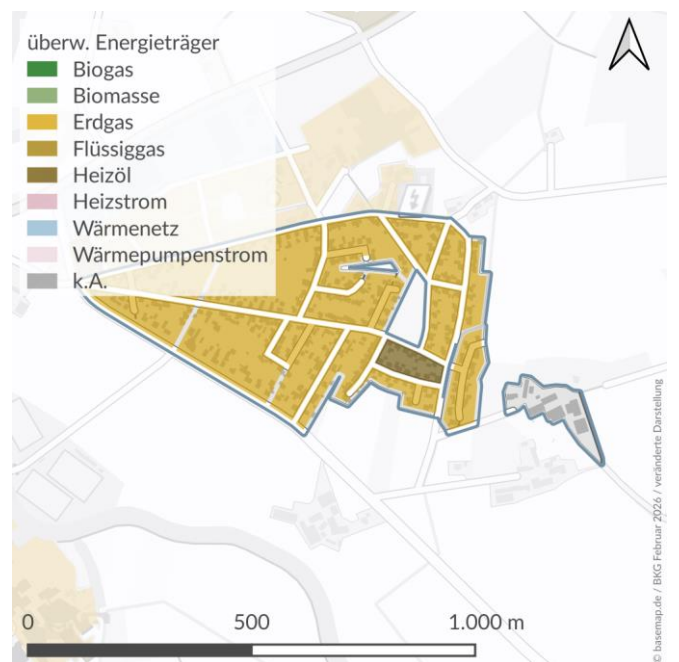 überw. Energieträger
Biogas
Biomasse
Erdgas
Flüssiggas
Heizöl
Heizstrom
Wärmenetz
Wärmepumpenstrom
k.A.
0 500 1.000 m
© basemap.de / BKG Februar 2026 / veränderte Darstellung